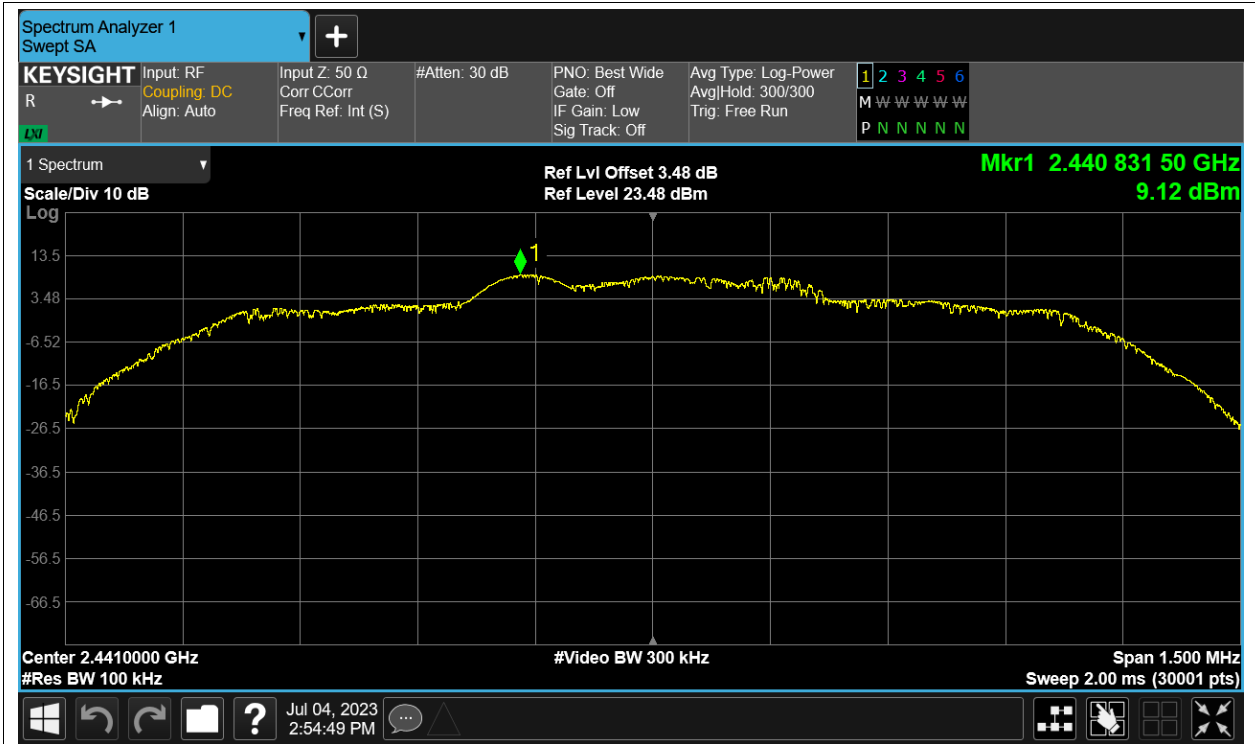 Spectrum Analyzer 1
Swept SA
KEYSIGHT
R
LXI
Input: RF
Coupling: DC
Align: Auto
Input Z: 50 Ω
Corr CCorr
Freq Ref: Int (S)
#Atten: 30 dB
PNO: Best Wide
Gate: Off
IF Gain: Low
Sig Track: Off
Avg Type: Log-Power
Avg|Hold: 300/300
Trig: Free Run
1 2 3 4 5 6
M W W W W W
P N N N N N
1 Spectrum
Scale/Div 10 dB
Log
Ref Lvl Offset 3.48 dB
Ref Level 23.48 dBm
Mkr1 2.440 831 50 GHz
9.12 dBm
1
13.5
3.48
-6.52
-16.5
-26.5
-36.5
-46.5
-56.5
-66.5
Center 2.4410000 GHz
#Res BW 100 kHz
#Video BW 300 kHz
Span 1.500 MHz
Sweep 2.00 ms (30001 pts)
?
Jul 04, 2023
2:54:49 PM